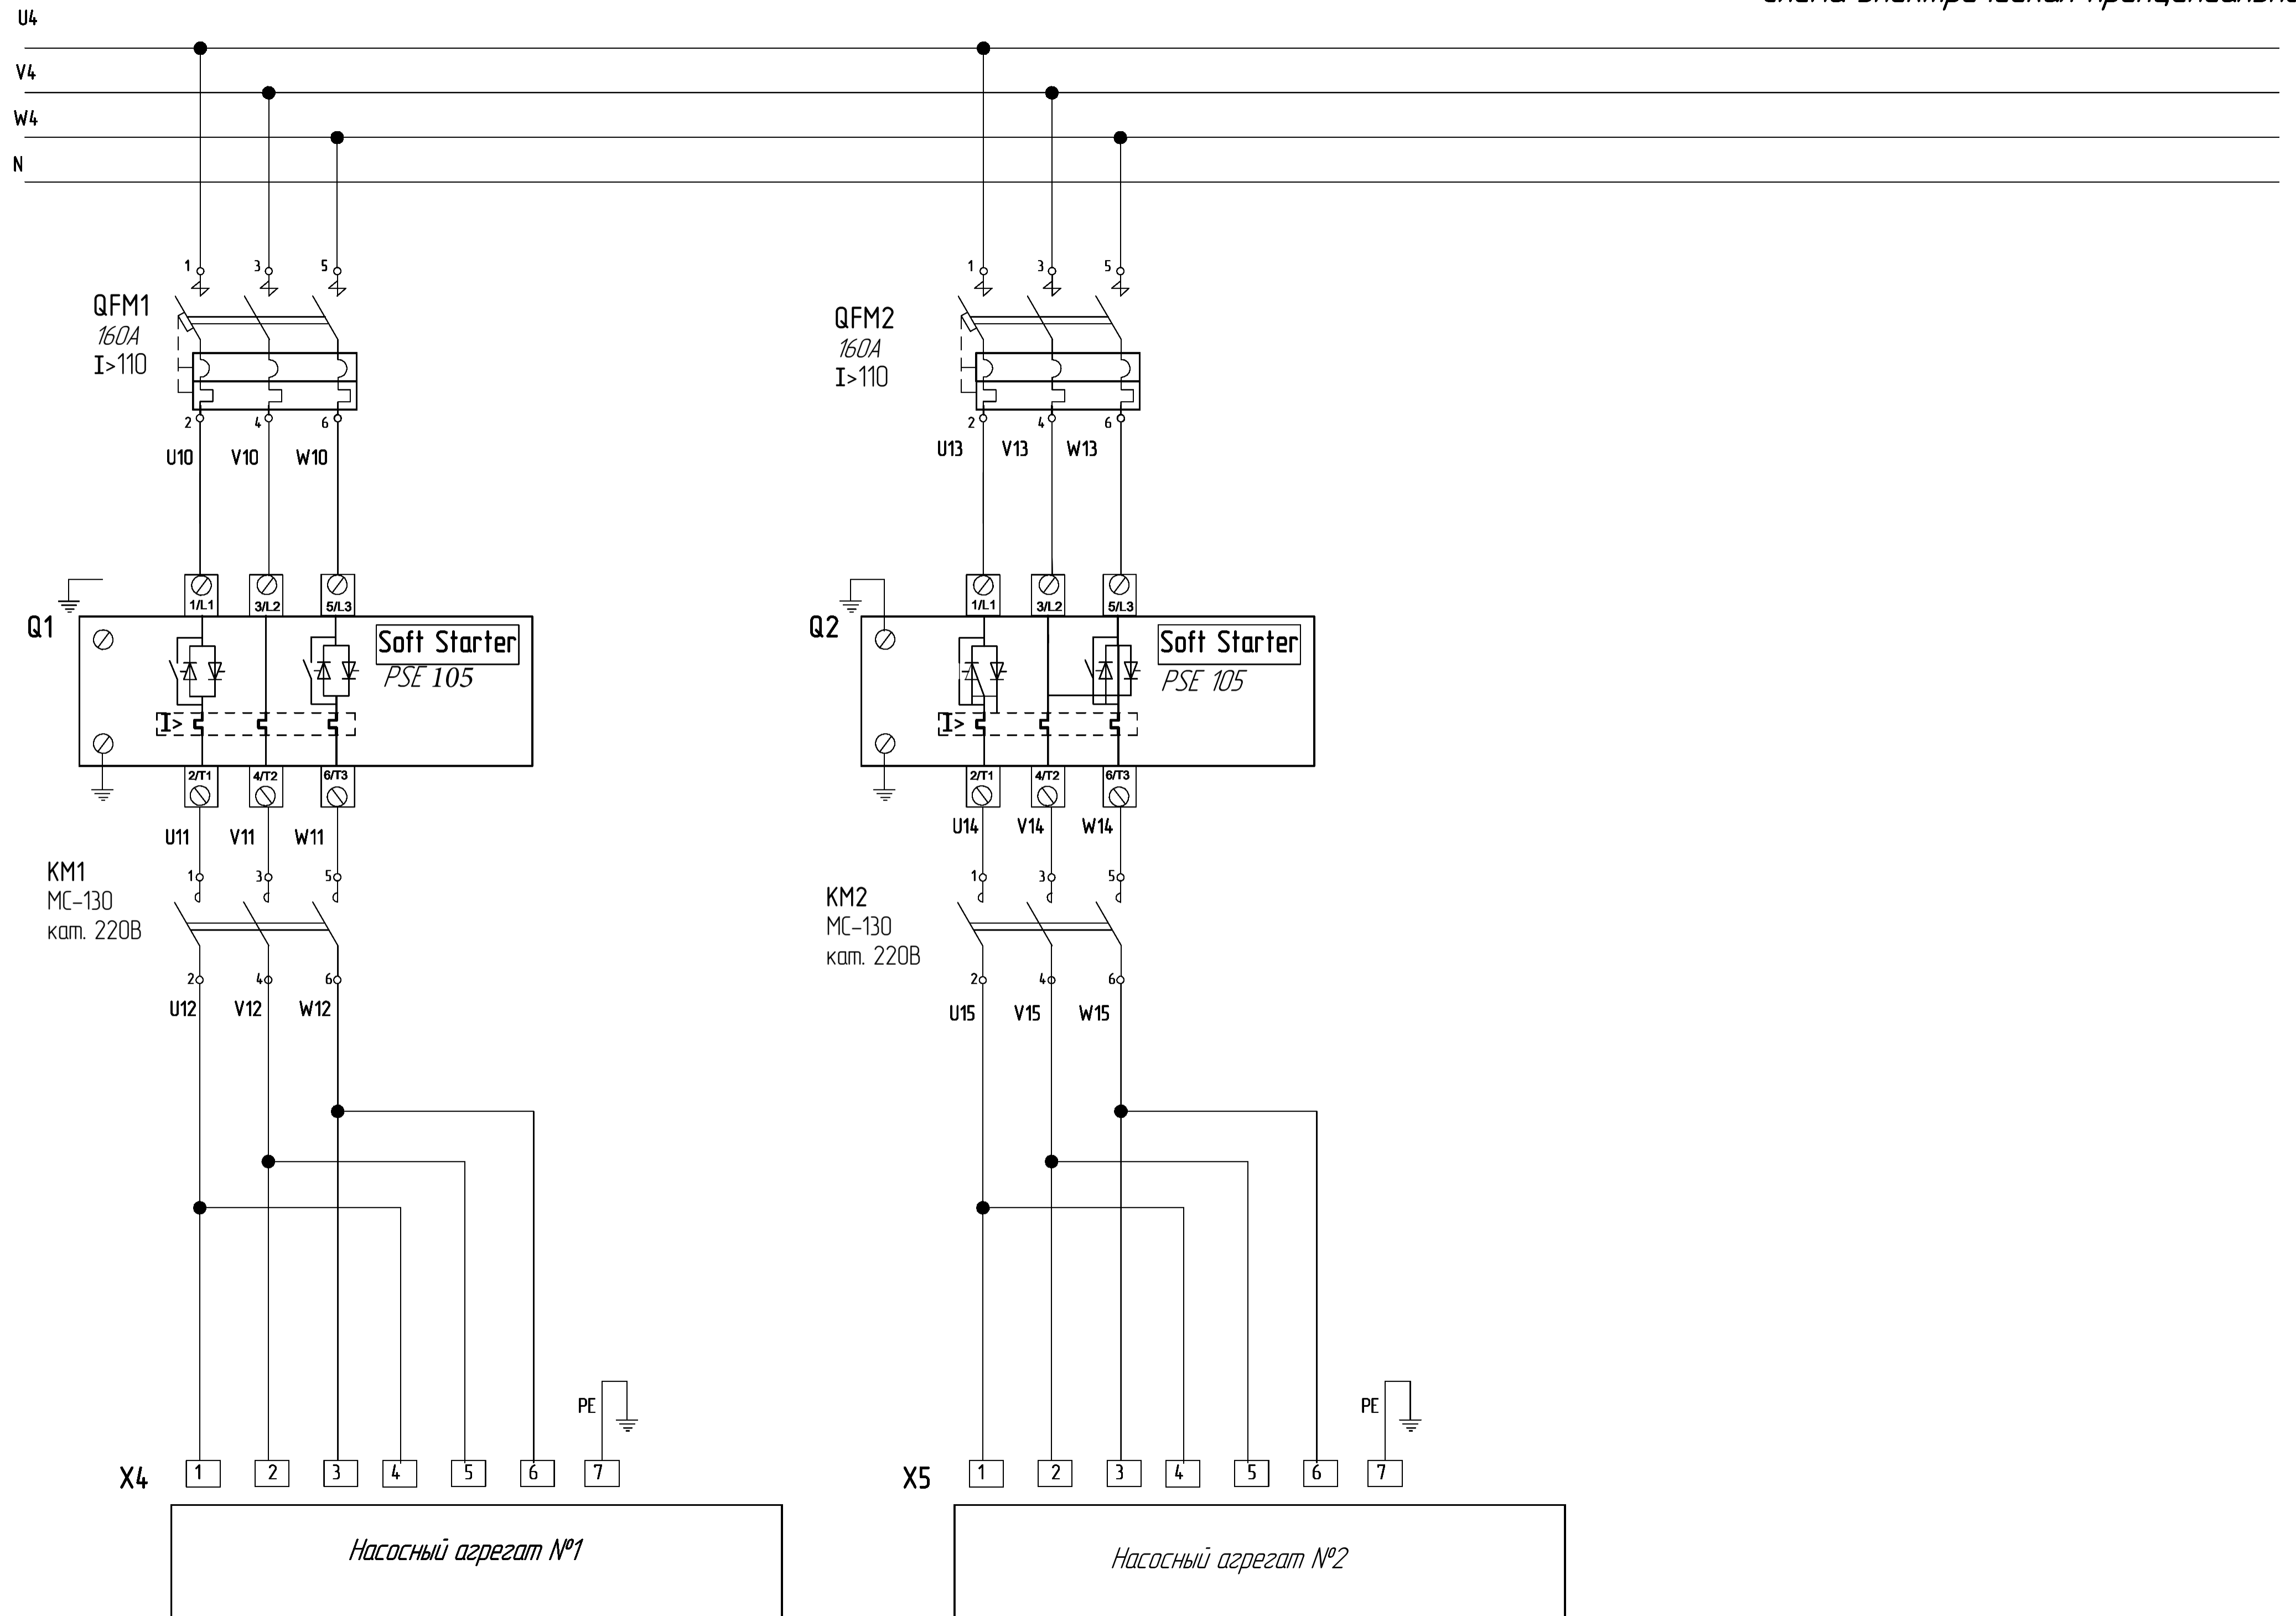 U4
V4
W4
N
1 3 5
QFM1
160А
I>110
2 4 6
U10 V10 W10
1 3 5
QFM2
160А
I>110
2 4 6
U13 V13 W13
1/L1 3/L2 5/L3
Q1
Soft Starter
PSE 105
I>
2/T1 4/T2 6/T3
U11 V11 W11
1/L1 3/L2 5/L3
Q2
Soft Starter
PSE 105
I>
2/T1 4/T2 6/T3
U14 V14 W14
KM1
МС-130
кат. 220В
1 3 5
2 4 6
U12 V12 W12
KM2
МС-130
кат. 220В
1 3 5
2 4 6
U15 V15 W15
PE
X4 1 2 3 4 5 6 7
Насосный агрегат №1
PE
X5 1 2 3 4 5 6 7
Насосный агрегат №2